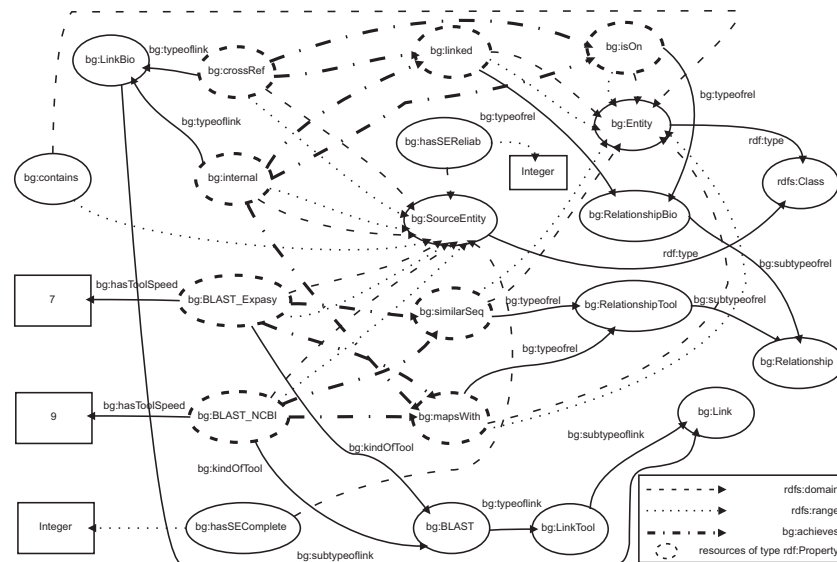 bg:LinkBio
bg:typeoflink
bg:crossRef
bg:linked
bg:isOn
bg:typeofrel
bg:typeoflink
bg:hasSEReliab
bg:typeofrel
bg:Entity
rdf:type
bg:contains
bg:internal
Integer
rdfs:Class
bg:SourceEntity
bg:RelationshipBio
rdf:type
bg:subtypeofrel
7
bg:hasToolSpeed
bg:BLAST_Expasy
bg:similarSeq
bg:typeofrel
bg:RelationshipTool
bg:subtypeofrel
bg:typeofrel
bg:Relationship
9
bg:hasToolSpeed
bg:BLAST_NCBI
bg:mapsWith
bg:Link
bg:kindOfTool
bg:subtypeoflink
bg:kindOfTool
Integer
bg:hasSEComplete
bg:BLAST
bg:typeoflink
bg:LinkTool
bg:subtypeoflink
rdfs:domain
rdfs:range
bg:achieves
resources of type rdf:Property